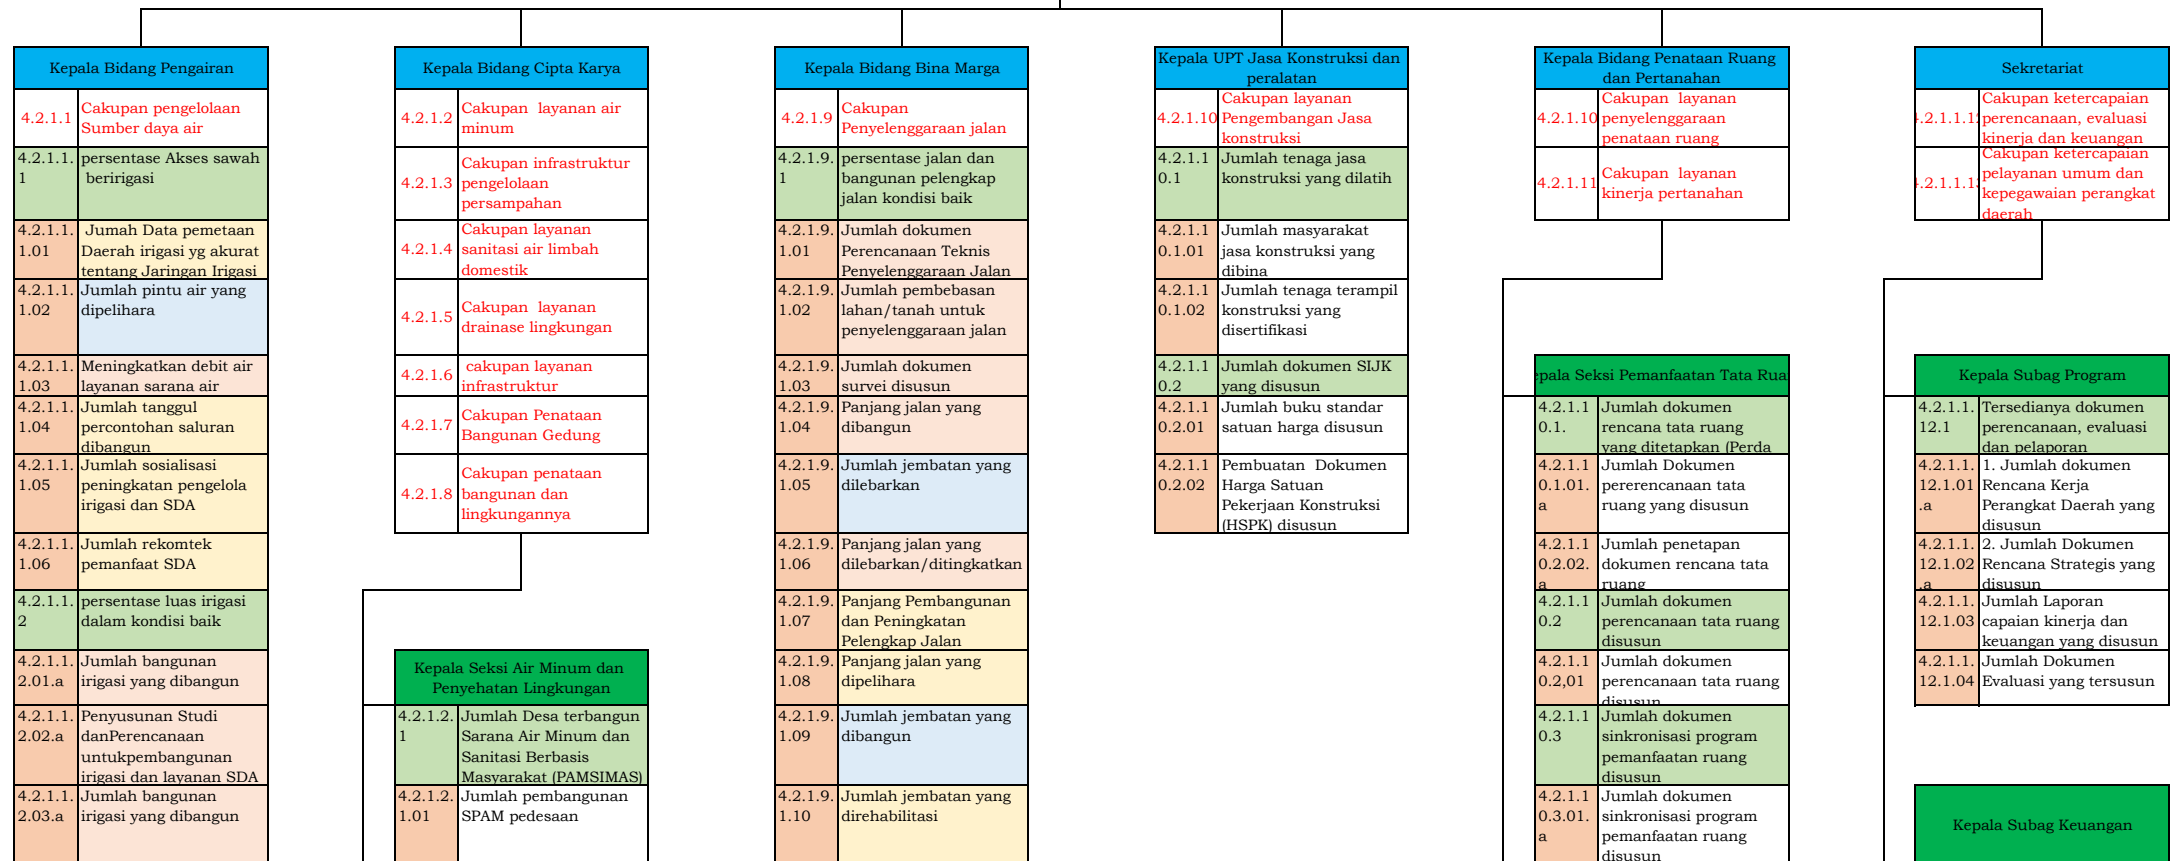 Kepala Bidang Pengairan
4.2.1.1
Cakupan pengelolaan
Sumber daya air
4.2.1.1.
1
persentase Akses sawah
beririgasi
4.2.1.1.
1.01
Jumah Data pemetaan
Daerah irigasi yg akurat
tentang Jaringan Irigasi
4.2.1.1.
1.02
Jumlah pintu air yang
dipelihara
4.2.1.1.
1.03
Meningkatkan debit air
layanan sarana air
4.2.1.1.
1.04
Jumlah tanggul
percontohan saluran
dibangun
4.2.1.1.
1.05
Jumlah sosialisasi
peningkatan pengelola
irigasi dan SDA
4.2.1.1.
1.06
Jumlah rekomtek
pemanfaat SDA
4.2.1.1.
2
persentase luas irigasi
dalam kondisi baik
4.2.1.1.
2.01.a
Jumlah bangunan
irigasi yang dibangun
4.2.1.1.
2.02.a
Penyusunan Studi
danPerencanaan
untukpembangunan
irigasi dan layanan SDA
4.2.1.1.
2.03.a
Jumlah bangunan
irigasi yang dibangun
Kepala Bidang Cipta Karya
4.2.1.2
Cakupan layanan air
minum
4.2.1.3
Cakupan infrastruktur
pengelolaan
persampahan
4.2.1.4
Cakupan layanan
sanitasi air limbah
domestik
4.2.1.5
Cakupan layanan
drainase lingkungan
4.2.1.6
cakupan layanan
infrastruktur
4.2.1.7
Cakupan Penataan
Bangunan Gedung
4.2.1.8
Cakupan penataan
bangunan dan
lingkungannya
Kepala Seksi Air Minum dan
Penyehatan Lingkungan
4.2.1.2.
1
Jumlah Desa terbangun
Sarana Air Minum dan
Sanitasi Berbasis
Masyarakat (PAMSIMAS)
4.2.1.2.
1.01
Jumlah pembangunan
SPAM pedesaan
Kepala Bidang Bina Marga
4.2.1.9
Cakupan
Penyelenggaraan jalan
4.2.1.9.
1
persentase jalan dan
bangunan pelengkap
jalan kondisi baik
4.2.1.9.
1.01
Jumlah dokumen
Perencanaan Teknis
Penyelenggaraan Jalan
4.2.1.9.
1.02
Jumlah pembebasan
lahan/tanah untuk
penyelenggaraan jalan
4.2.1.9.
1.03
Jumlah dokumen
survei disusun
4.2.1.9.
1.04
Panjang jalan yang
dibangun
4.2.1.9.
1.05
Jumlah jembatan yang
dilebarkan
4.2.1.9.
1.06
Panjang jalan yang
dilebarkan/ditingkatkan
4.2.1.9.
1.07
Panjang Pembangunan
dan Peningkatan
Pelengkap Jalan
4.2.1.9.
1.08
Panjang jalan yang
dipelihara
4.2.1.9.
1.09
Jumlah jembatan yang
dibangun
4.2.1.9.
1.10
Jumlah jembatan yang
direhabilitasi
Kepala UPT Jasa Konstruksi dan
peralatan
4.2.1.10
Cakupan layanan
Pengembangan Jasa
konstruksi
4.2.1.1
0.1
Jumlah tenaga jasa
konstruksi yang dilatih
4.2.1.1
0.1.01
Jumlah masyarakat
jasa konstruksi yang
dibina
4.2.1.1
0.1.02
Jumlah tenaga terampil
konstruksi yang
disertifikasi
4.2.1.1
0.2
Jumlah dokumen SIJK
yang disusun
4.2.1.1
0.2.01
Jumlah buku standar
satuan harga disusun
4.2.1.1
0.2.02
Pembuatan Dokumen
Harga Satuan
Pekerjaan Konstruksi
(HSPK) disusun
Kepala Bidang Penataan Ruang
dan Pertanahan
4.2.1.10
Cakupan layanan
penyelenggaraan
penataan ruang
4.2.1.11
Cakupan layanan
kinerja pertanahan
epala Seksi Pemanfaatan Tata Rua
4.2.1.1
0.1.
Jumlah dokumen
rencana tata ruang
yang ditetapkan (Perda
4.2.1.1
0.1.01.
a
Jumlah Dokumen
pererencanaan tata
ruang yang disusun
4.2.1.1
0.2.02.
a
Jumlah penetapan
dokumen rencana tata
ruang
4.2.1.1
0.2
Jumlah dokumen
perencanaan tata ruang
disusun
4.2.1.1
0.2,01
Jumlah dokumen
perencanaan tata ruang
disusun
4.2.1.1
0.3
Jumlah dokumen
sinkronisasi program
pemanfaatan ruang
disusun
4.2.1.1
0.3.01.
a
Jumlah dokumen
sinkronisasi program
pemanfaatan ruang
disusun
Sekretariat
.2.1.1.1
Cakupan ketercapaian
perencanaan, evaluasi
kinerja dan keuangan
.2.1.1.1
Cakupan ketercapaian
pelayanan umum dan
kepegawaian perangkat
daerah
Kepala Subag Program
4.2.1.1.
12.1
Tersedianya dokumen
perencanaan, evaluasi
dan pelaporan
4.2.1.1.
12.1.01
.a
1. Jumlah dokumen
Rencana Kerja
Perangkat Daerah yang
disusun
4.2.1.1.
12.1.02
.a
2. Jumlah Dokumen
Rencana Strategis yang
disusun
4.2.1.1.
12.1.03
Jumlah Laporan
capaian kinerja dan
keuangan yang disusun
4.2.1.1.
12.1.04
Jumlah Dokumen
Evaluasi yang tersusun
Kepala Subag Keuangan